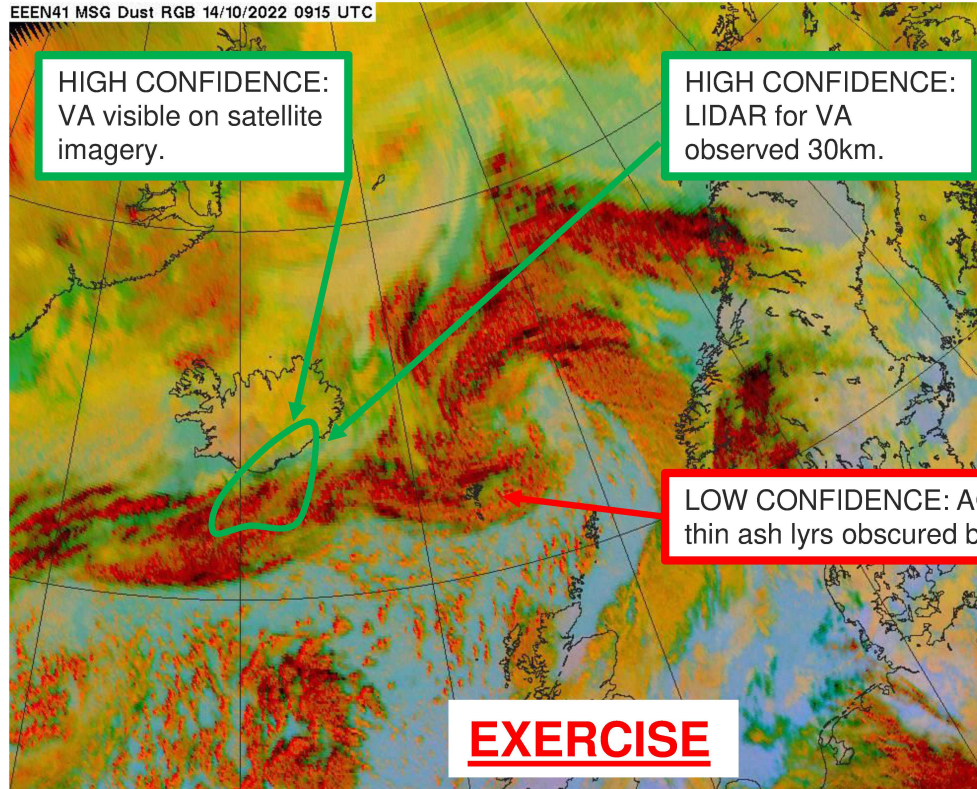 EEEN41 MSG Dust RGB 14/10/2022 0915 UTC
HIGH CONFIDENCE:
VA visible on satellite
imagery.
HIGH CONFIDENCE:
LIDAR for VA
observed 30km.
LOW CONFIDENCE:
thin ash lyrs obscured
EXERCISE